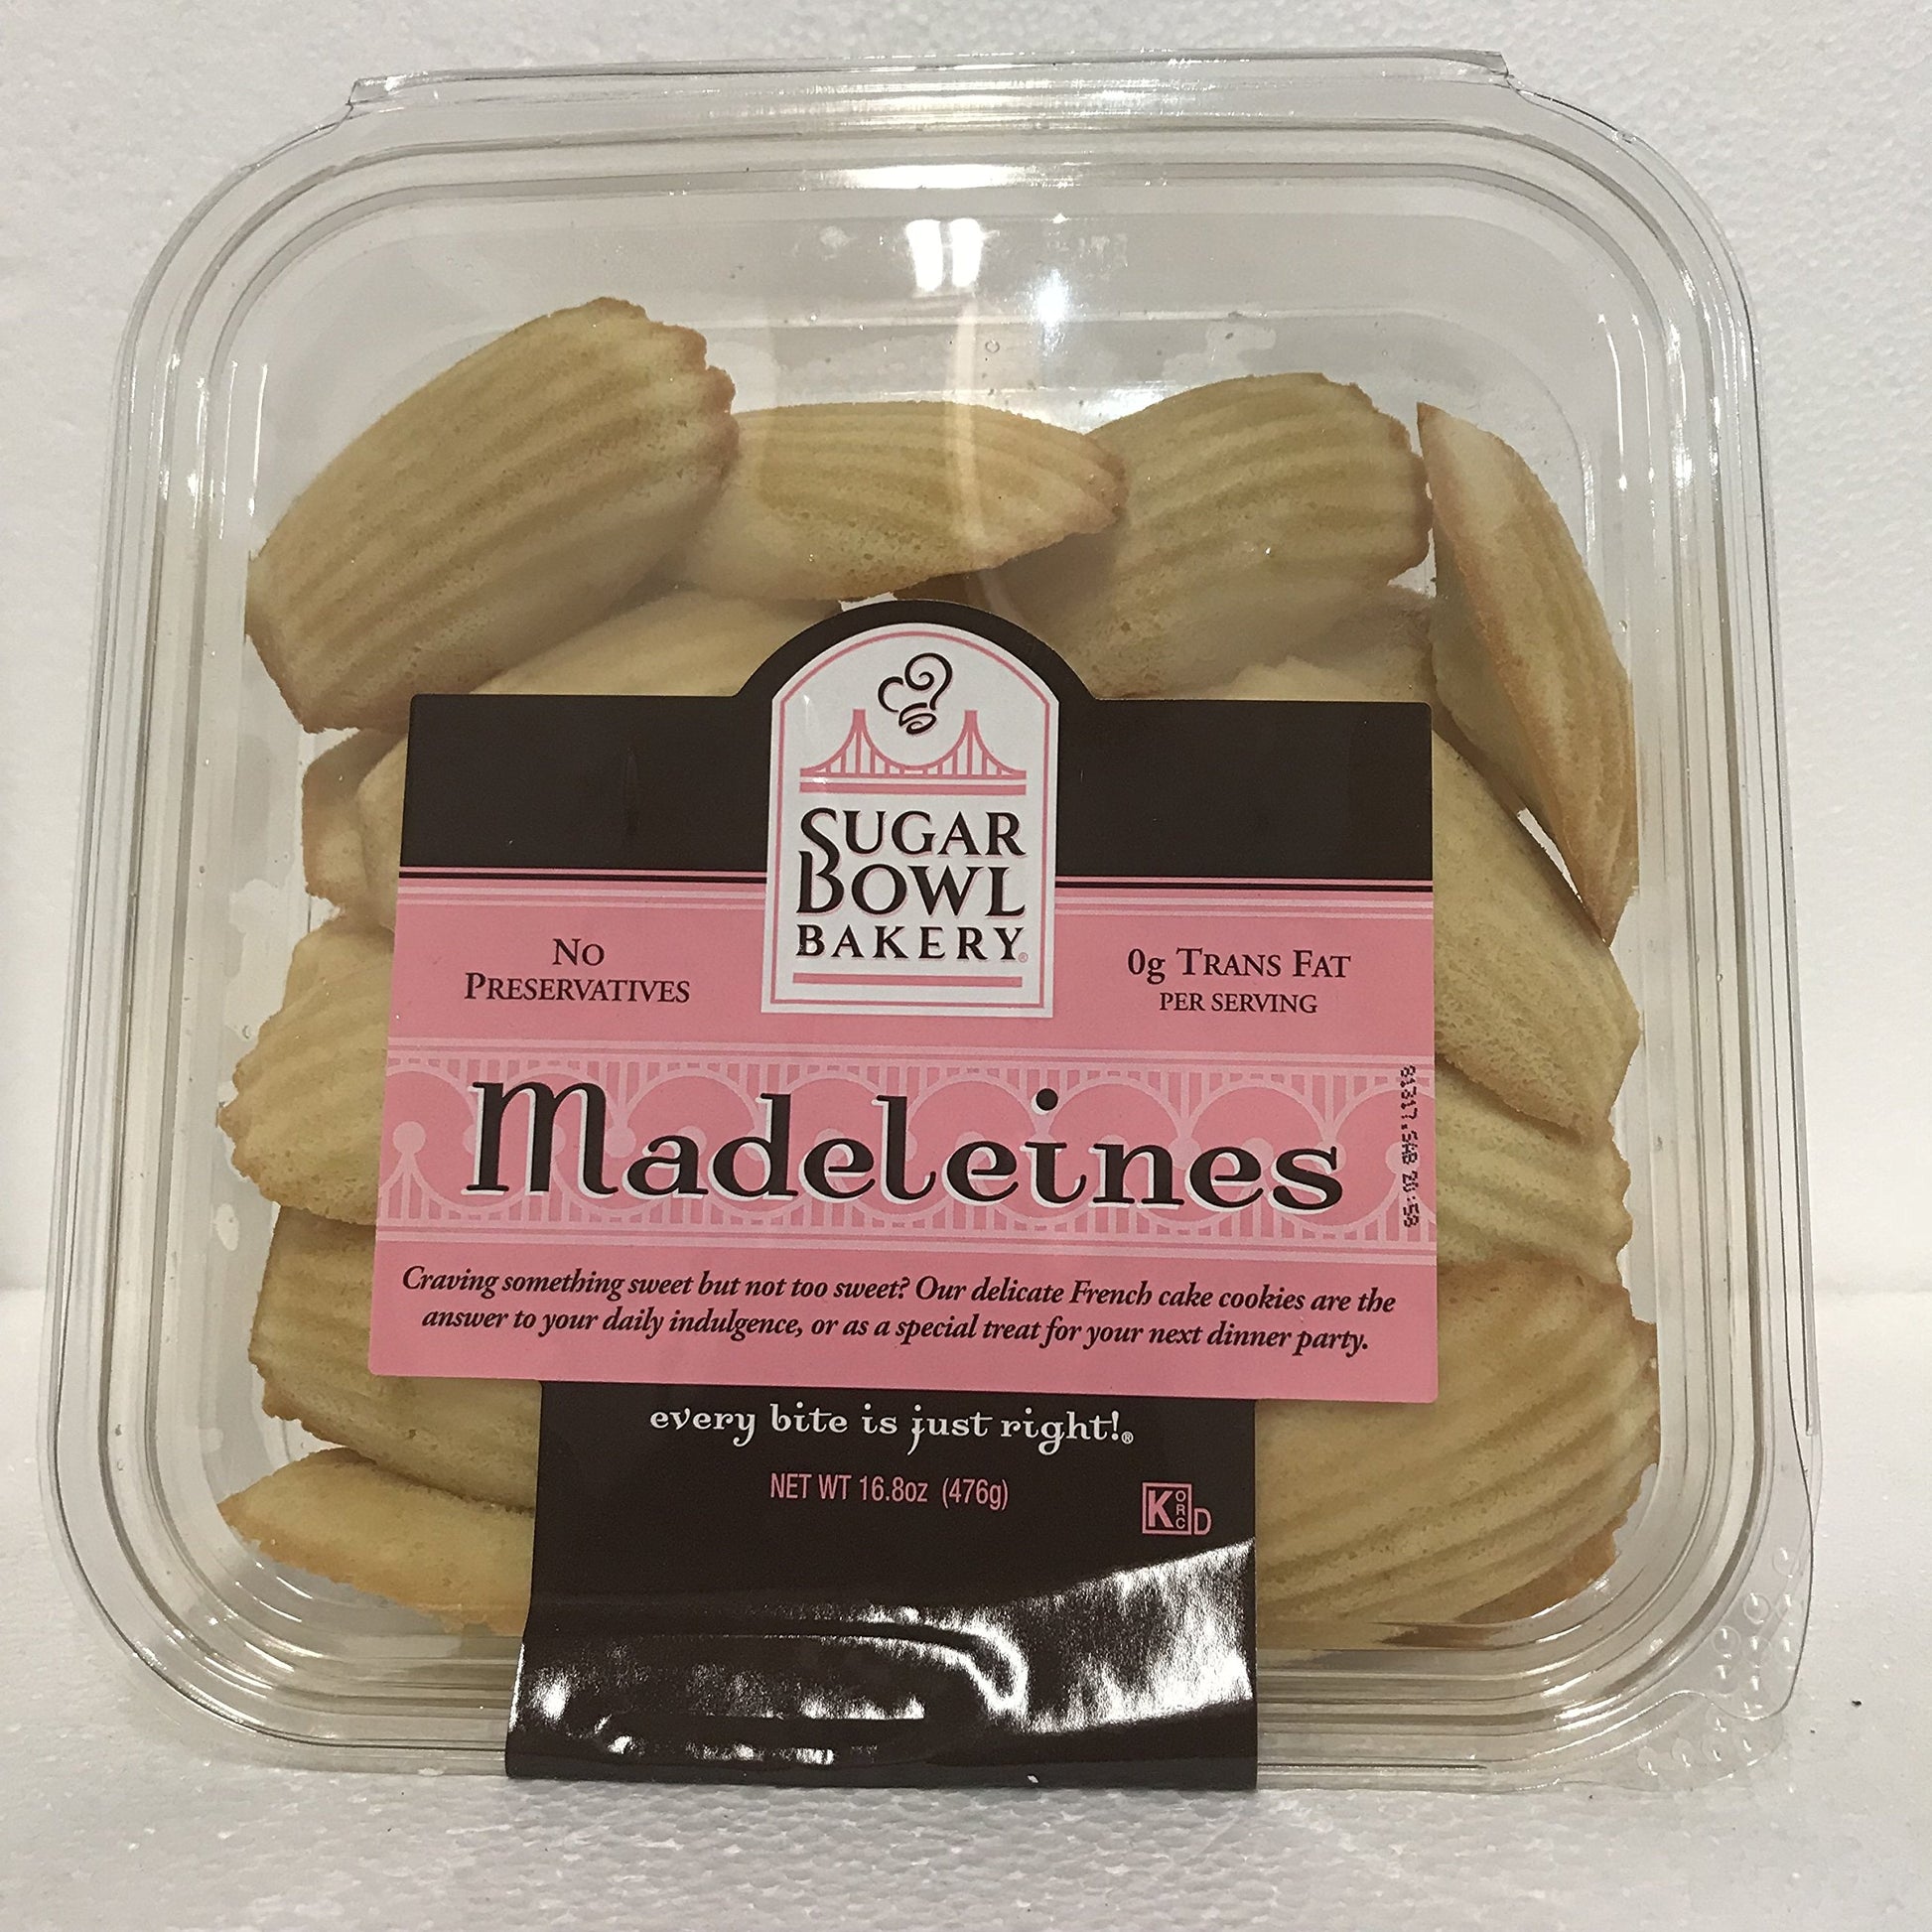 SUGAR
BOWL
BAKERY®
NO
PRESERVATIVES
0g TRANS FAT
PER SERVING
Madeleines
Craving something sweet but not too sweet? Our delicate French cake cookies are the
answer to your daily indulgence, or as a special treat for your next dinner party.
every bite is just right!®
NET WT 16.8oz (476g)
K
ORC
D